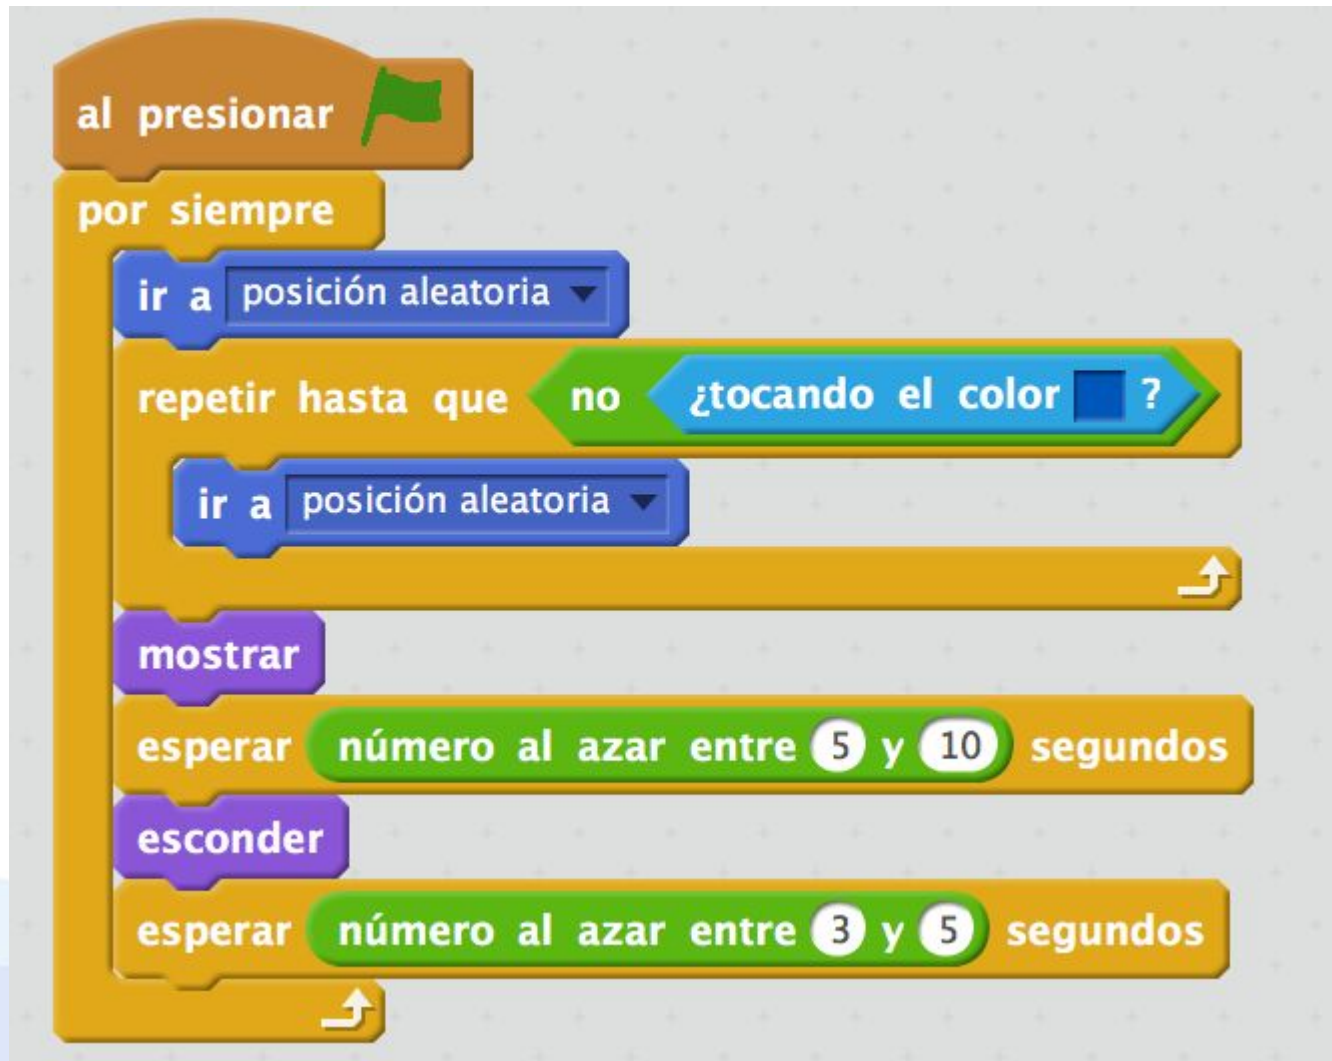 al presionar
por siempre
ir a posición aleatoria
repetir hasta que no ¿tocando el color ?
ir a posición aleatoria
mostrar
esperar número al azar entre 5 y 10 segundos
esconder
esperar número al azar entre 3 y 5 segundos